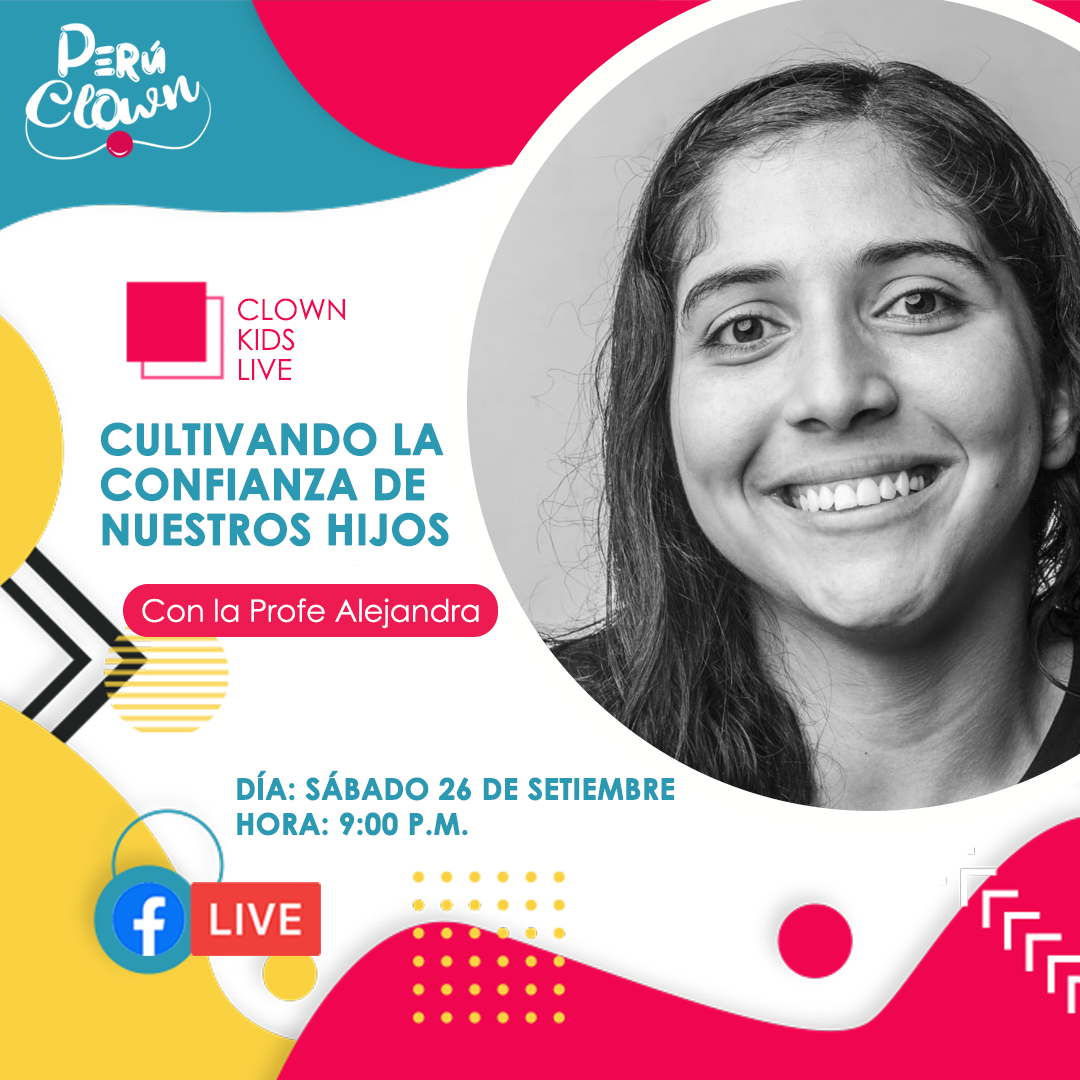 PERÚ
Clown
CLOWN
KIDS
LIVE
CULTIVANDO LA
CONFIANZA DE
NUESTROS HIJOS
Con la Profe Alejandra
DÍA: SÁBADO 26 DE SETIEMBRE
HORA: 9:00 P.M.
f LIVE